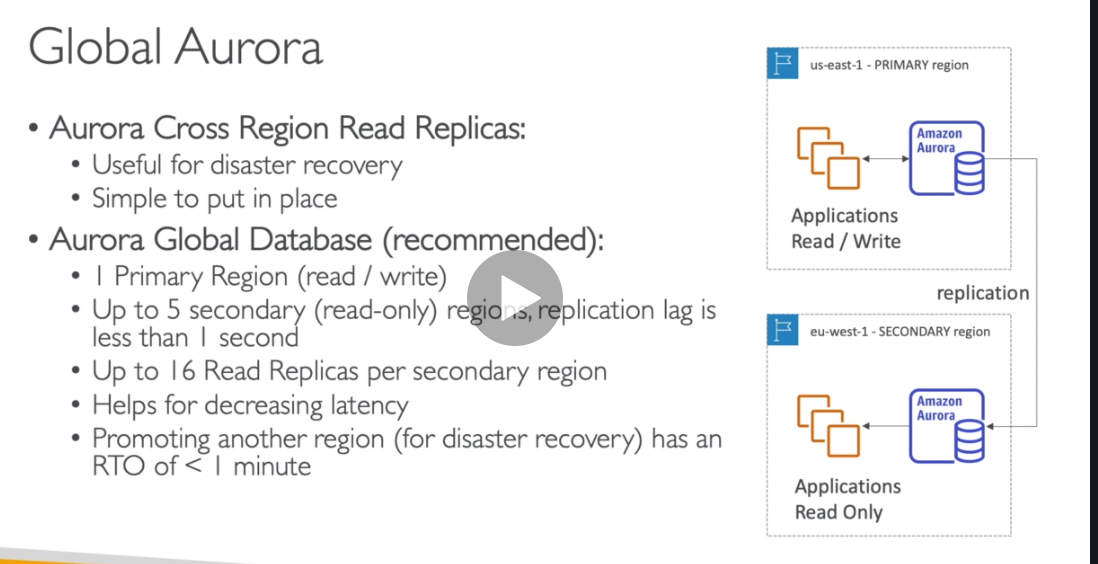 Global Aurora
• Aurora Cross Region Read Replicas:
• Useful for disaster recovery
• Simple to put in place
• Aurora Global Database (recommended):
• 1 Primary Region (read / write)
• Up to 5 secondary (read-only) regions, replication lag is
less than 1 second
• Up to 16 Read Replicas per secondary region
• Helps for decreasing latency
• Promoting another region (for disaster recovery) has an
RTO of < 1 minute
us-east-1 - PRIMARY region
Amazon
Aurora
Applications
Read / Write
replication
eu-west-1 - SECONDARY region
Amazon
Aurora
Applications
Read Only